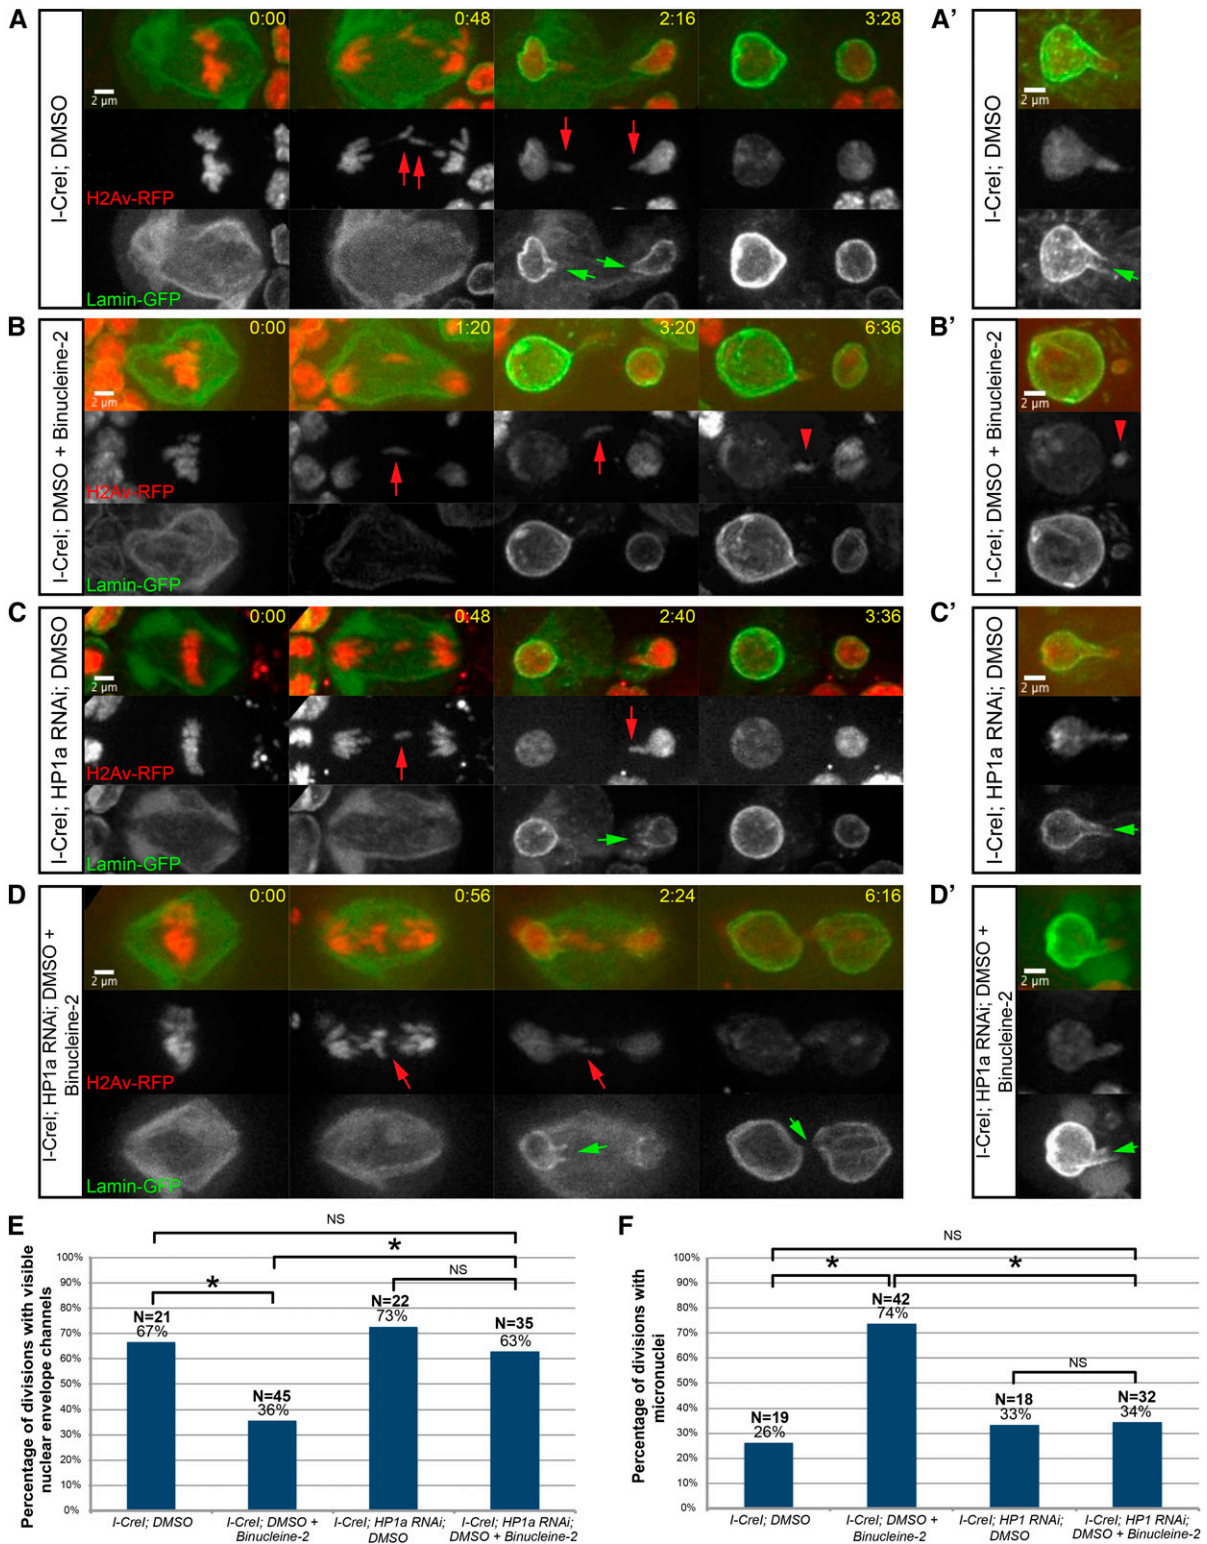 A
I-CreI; DMSO
0:00
0:48
2:16
3:28
2 µm
H2Av-RFP
Lamin-GFP
A'
I-CreI; DMSO
2 µm
B
I-CreI; DMSO + Binucleine-2
0:00
1:20
3:20
6:36
2 µm
H2Av-RFP
Lamin-GFP
B'
I-CreI; DMSO + Binucleine-2
2 µm
C
I-CreI; HP1a RNAi; DMSO
0:00
0:48
2:40
3:36
2 µm
H2Av-RFP
Lamin-GFP
C'
I-CreI; HP1a RNAi; DMSO
2 µm
D
I-CreI; HP1a RNAi; DMSO +
Binucleine-2
0:00
0:56
2:24
6:16
2 µm
H2Av-RFP
Lamin-GFP
D'
I-CreI; HP1a RNAi; DMSO +
Binucleine-2
2 µm
E
Percentage of divisions with visible
nuclear envelope channels
NS
*
*
NS
100%
90%
80%
70%
60%
50%
40%
30%
20%
10%
0%
N=21
67%
N=45
36%
N=22
73%
N=35
63%
I-CreI; DMSO
I-CreI; DMSO +
Binucleine-2
I-CreI; HP1a RNAi;
DMSO
I-CreI; HP1a RNAi;
DMSO + Binucleine-2
F
Percentage of divisions with
micronuclei
NS
*
*
NS
100%
90%
80%
70%
60%
50%
40%
30%
20%
10%
0%
N=19
26%
N=42
74%
N=18
33%
N=32
34%
I-CreI; DMSO
I-CreI; DMSO +
Binucleine-2
I-CreI; HP1 RNAi;
DMSO
I-CreI; HP1 RNAi;
DMSO + Binucleine-2